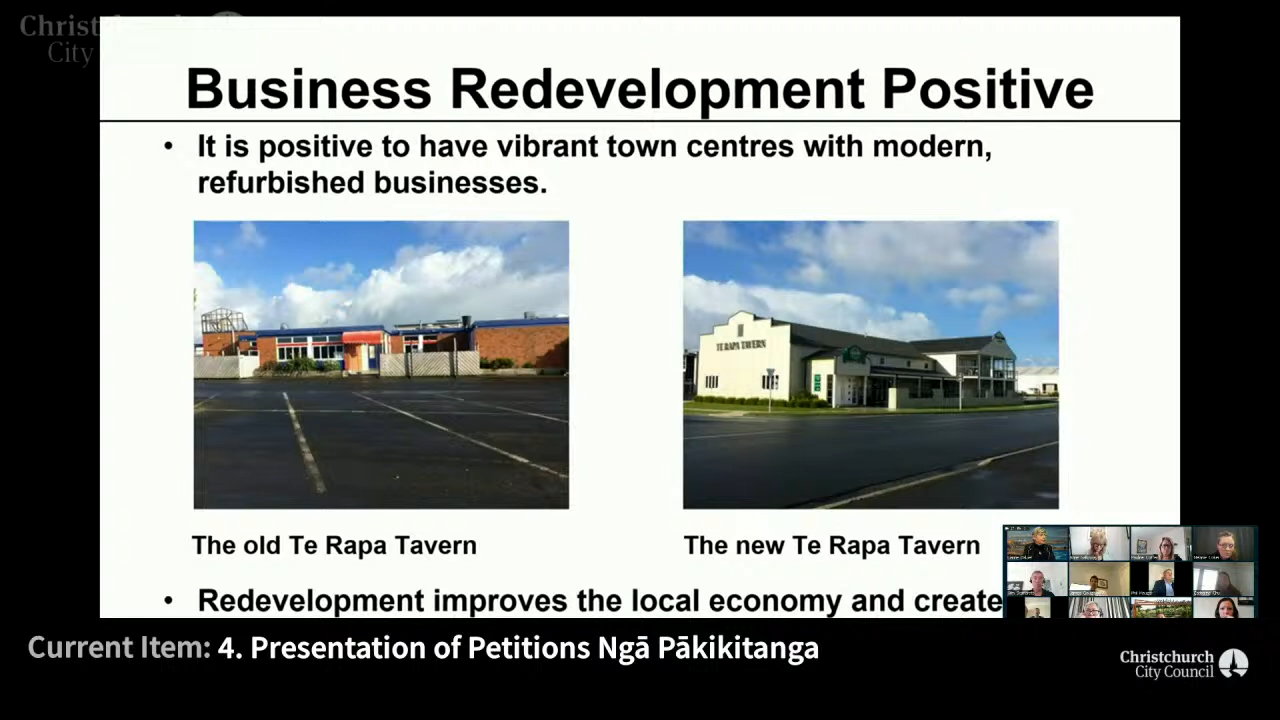 Christchurch
City
Business Redevelopment Positive
• It is positive to have vibrant town centres with modern,
refurbished businesses.
TE RAPA TAVERN
The old Te Rapa Tavern
The new Te Rapa Tavern
• Redevelopment improves the local economy and create
Current Item: 4. Presentation of Petitions Ngā Pākikitanga
Christchurch
City Council